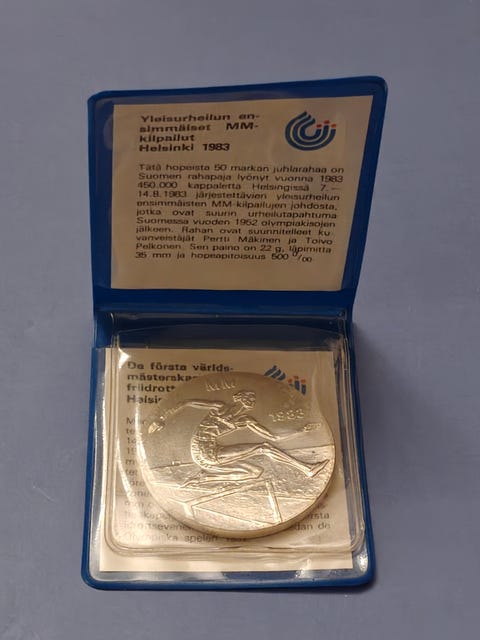 Yleisurheilun en-
simmäiset MM-
kilpailut
Helsinki 1983
Tätä hopeista 50 markan juhlarahaa on
Suomen rahapaja lyönyt vuonna 1983
450.000 kappaletta Helsingissä 7.—
14.8.1983 järjestettävien yleisurheilun
ensimmäisten MM-kilpailujen johdosta,
jotka ovat suurin urheilutapahtuma
Suomessa vuoden 1952 olympiakisojen
jälkeen. Rahan ovat suunnitelleet ku-
vanveistäjät Pertti Mäkinen ja Toivo
Pelkonen. Sen paino on 22 g, läpimitta
35 mm ja hopeapitoisuus 500 ‰
De första världs-
mästerska
friidrott
Helsi
MM
1983